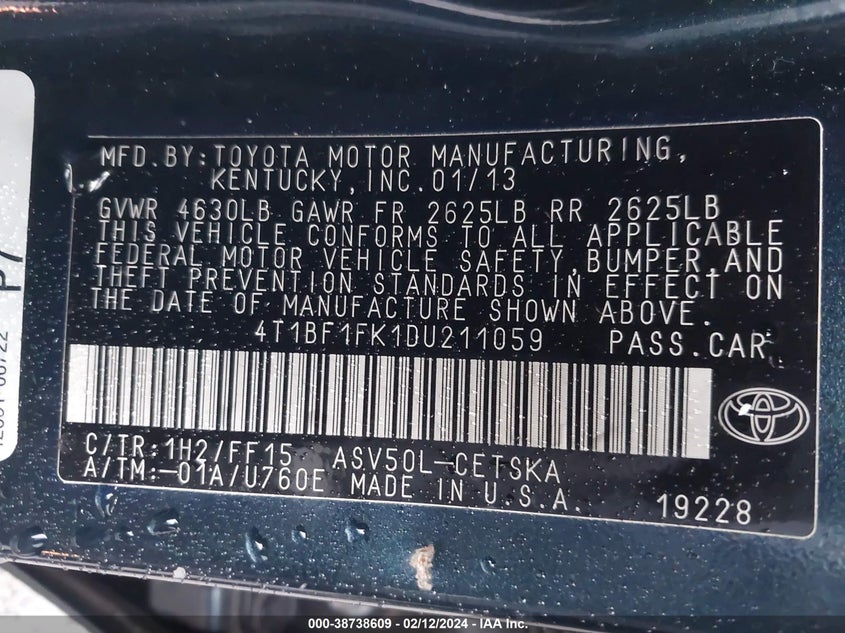 MFD.BY:TOYOTA MOTOR MANUFACTURING,
KENTUCKY,INC.01/13
GVWR 4630LB GAWR FR 2625LB RR 2625LB
THIS VEHICLE CONFORMS TO ALL APPLICABLE
FEDERAL MOTOR VEHICLE SAFETY,BUMPER,AND
THEFT PREVENTION STANDARDS IN EFFECT ON
THE DATE OF MANUFACTURE SHOWN ABOVE.
4T1BF1FK1DU211059 PASS.CAR
C/TR:1H2/FF15 ASV50L-CETSKA
A/TM:-01A/U760E MADE IN U.S.A.
19228
P7
000-38738609 - 02/12/2024 - IAA Inc.